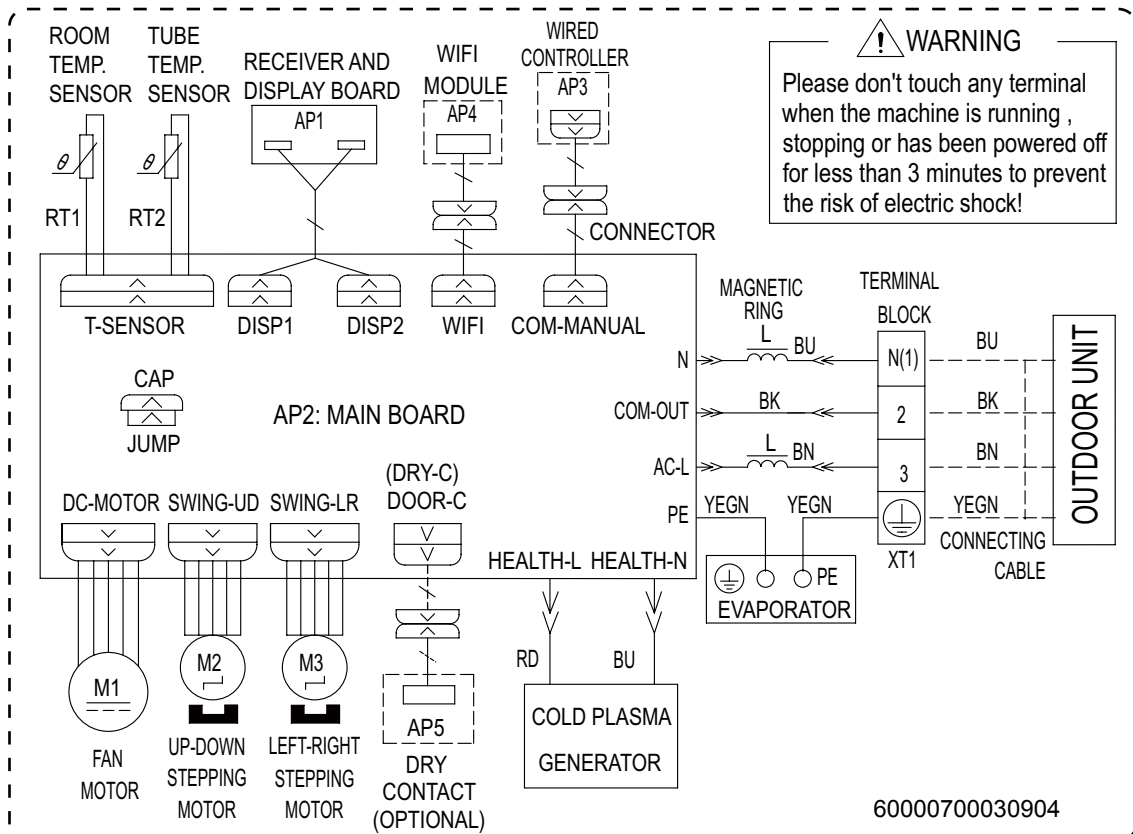 ROOM
TEMP.
SENSOR
TUBE
TEMP.
SENSOR
RECEIVER AND
DISPLAY BOARD
AP1
WIFI
MODULE
AP4
WIRED
CONTROLLER
AP3
WARNING
Please don't touch any terminal
when the machine is running ,
stopping or has been powered off
for less than 3 minutes to prevent
the risk of electric shock!
θ
θ
RT1
RT2
CONNECTOR
T-SENSOR
DISP1
DISP2
WIFI
COM-MANUAL
MAGNETIC
RING
TERMINAL
BLOCK
N
L
BU
N(1)
BU
COM-OUT
BK
2
BK
AC-L
L
BN
3
BN
PE
YEGN
YEGN
YEGN
XT1
CONNECTING
CABLE
OUTDOOR UNIT
PE
EVAPORATOR
CAP
JUMP
AP2: MAIN BOARD
DC-MOTOR
SWING-UD
SWING-LR
(DRY-C)
DOOR-C
HEALTH-L
HEALTH-N
M1
M2
M3
AP5
RD
BU
FAN
MOTOR
UP-DOWN
STEPPING
MOTOR
LEFT-RIGHT
STEPPING
MOTOR
DRY
CONTACT
(OPTIONAL)
COLD PLASMA
GENERATOR
60000700030904